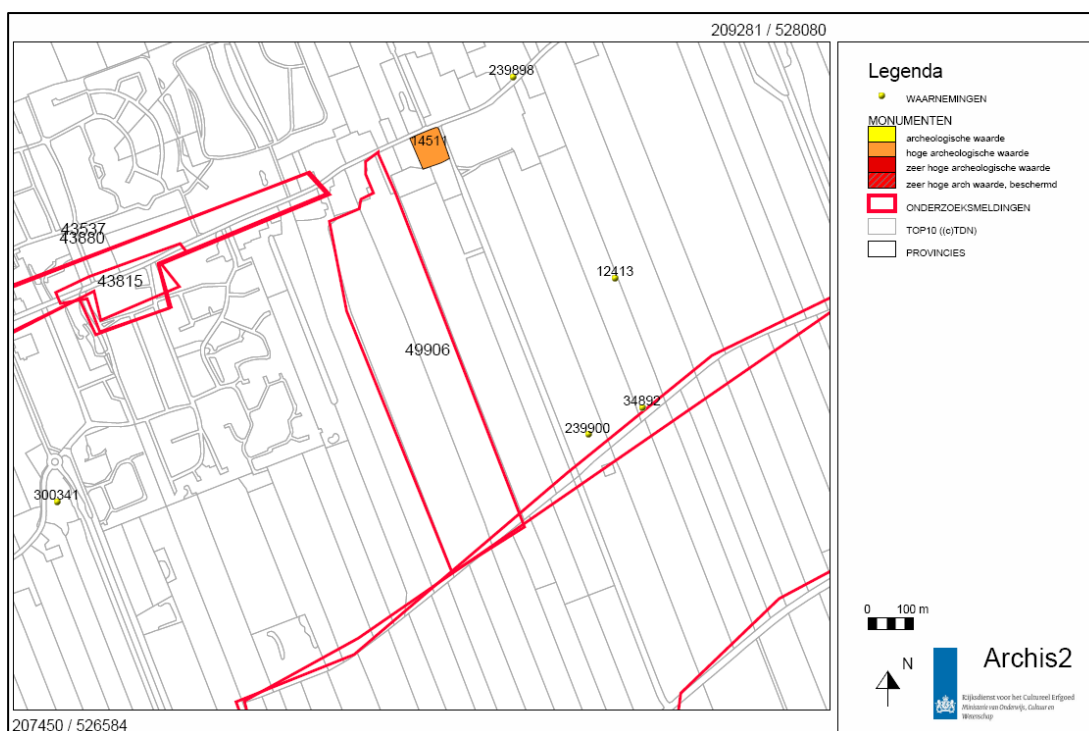 209281 / 528080
239898
14511
43537
43880
43815
12413
49906
34892
239900
300341
207450 / 526584
Legenda
WAARNEMINGEN
MONUMENTEN
archeologische waarde
hoge archeologische waarde
zeer hoge archeologische waarde
zeer hoge arch waarde, beschermd
ONDERZOEKSMELDINGEN
TOP10 ((c)TDN)
PROVINCIES
0 100 m
N
Archis2
Rijksdienst voor het Cultureel Erfgoed
Ministerie van Onderwijs, Cultuur en
Wetenschap